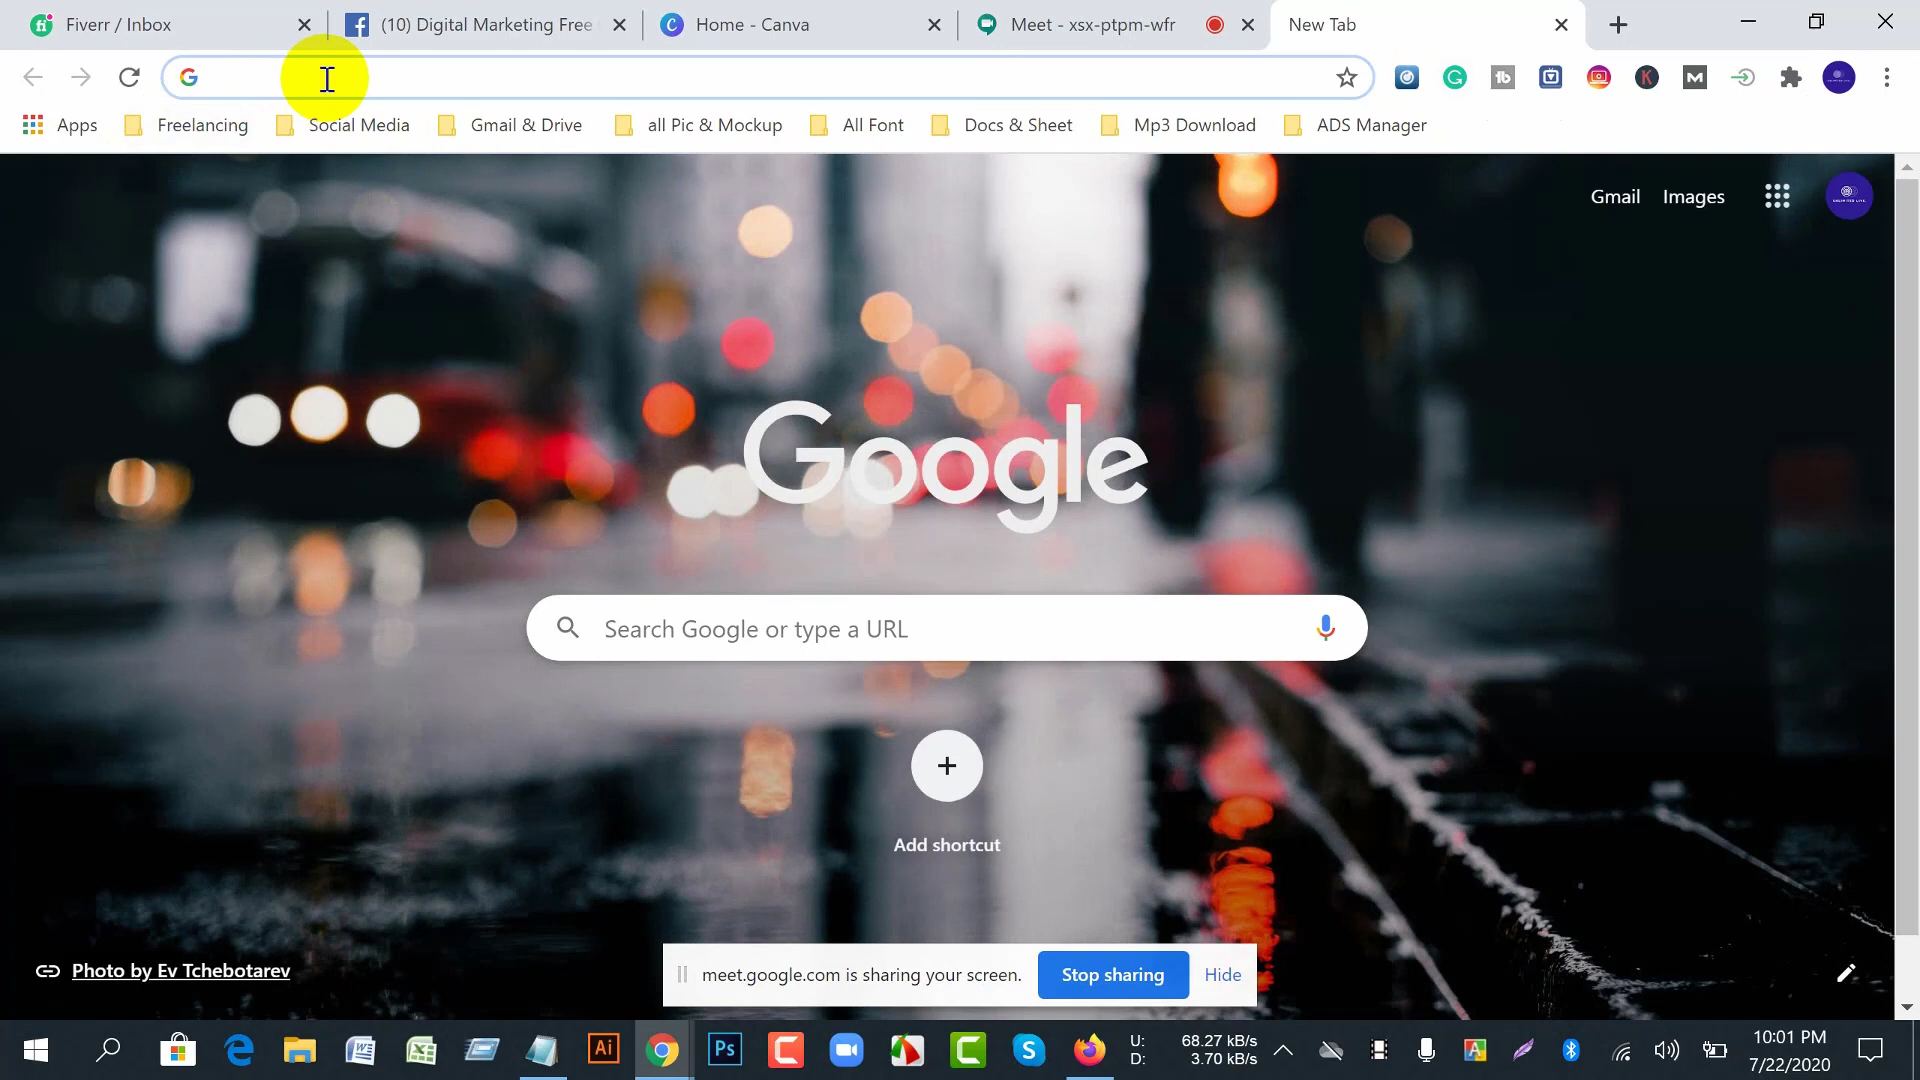 Fiverr / Inbox
(10) Digital Marketing Free
Home - Canva
Meet - xsx-ptpm-wfr
New Tab
Apps
Freelancing
Social Media
Gmail & Drive
all Pic & Mockup
All Font
Docs & Sheet
Mp3 Download
ADS Manager
Gmail
Images
Google
Search Google or type a URL
Add shortcut
Photo by Ev Tchebotarev
meet.google.com is sharing your screen.
Stop sharing
Hide
U: 68.27 kB/s
D: 3.70 kB/s
10:01 PM
7/22/2020